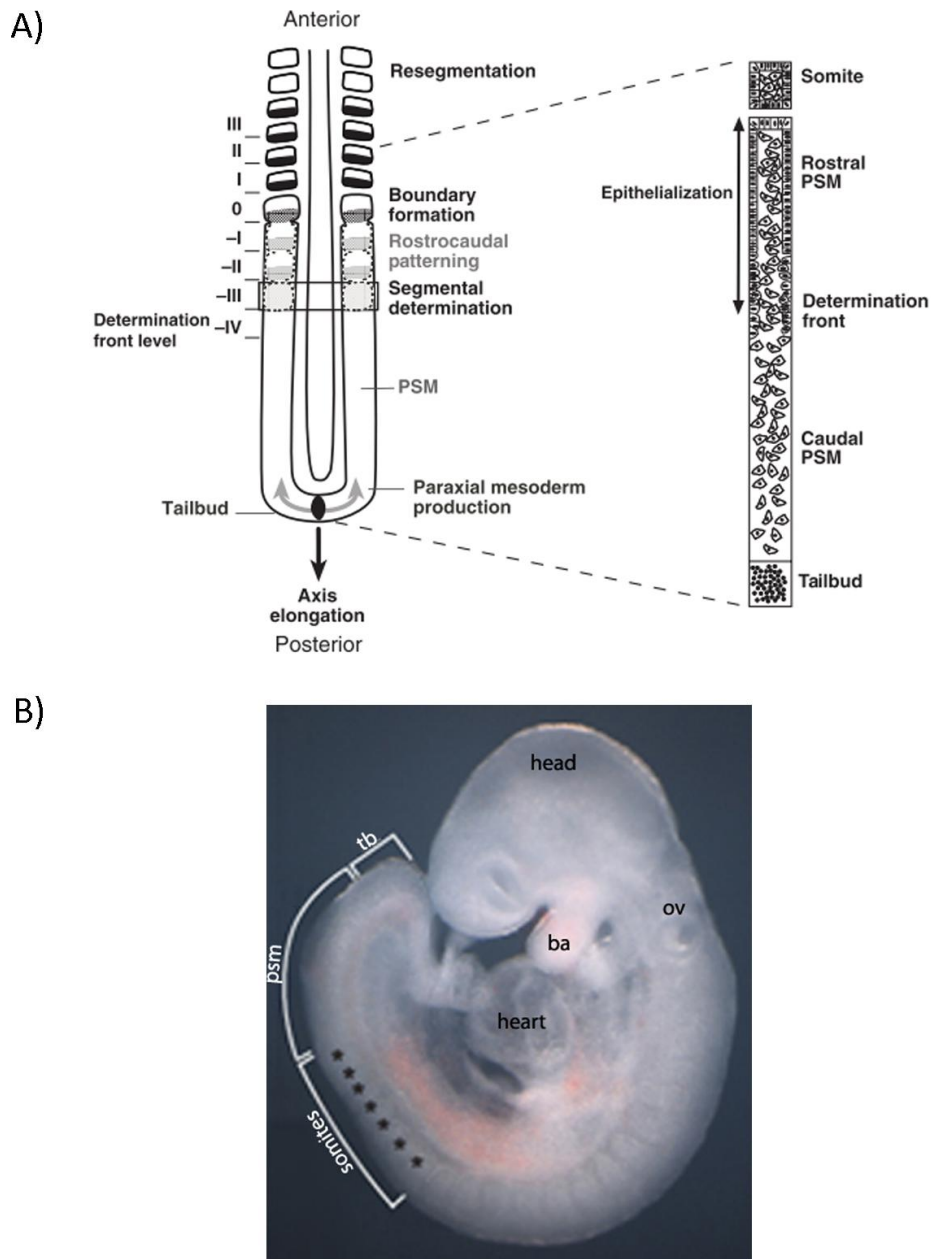 A)
Anterior
Resegmentation
III
II
I
0
–I
–II
–III
–IV
Boundary
formation
Rostrocaudal
patterning
Segmental
determination
Determination
front level
PSM
Paraxial mesoderm
production
Tailbud
Axis
elongation
Posterior
Somite
Rostral
PSM
Epithelialization
Determination
front
Caudal
PSM
Tailbud
B)
head
tb
ov
ba
psm
heart
somites